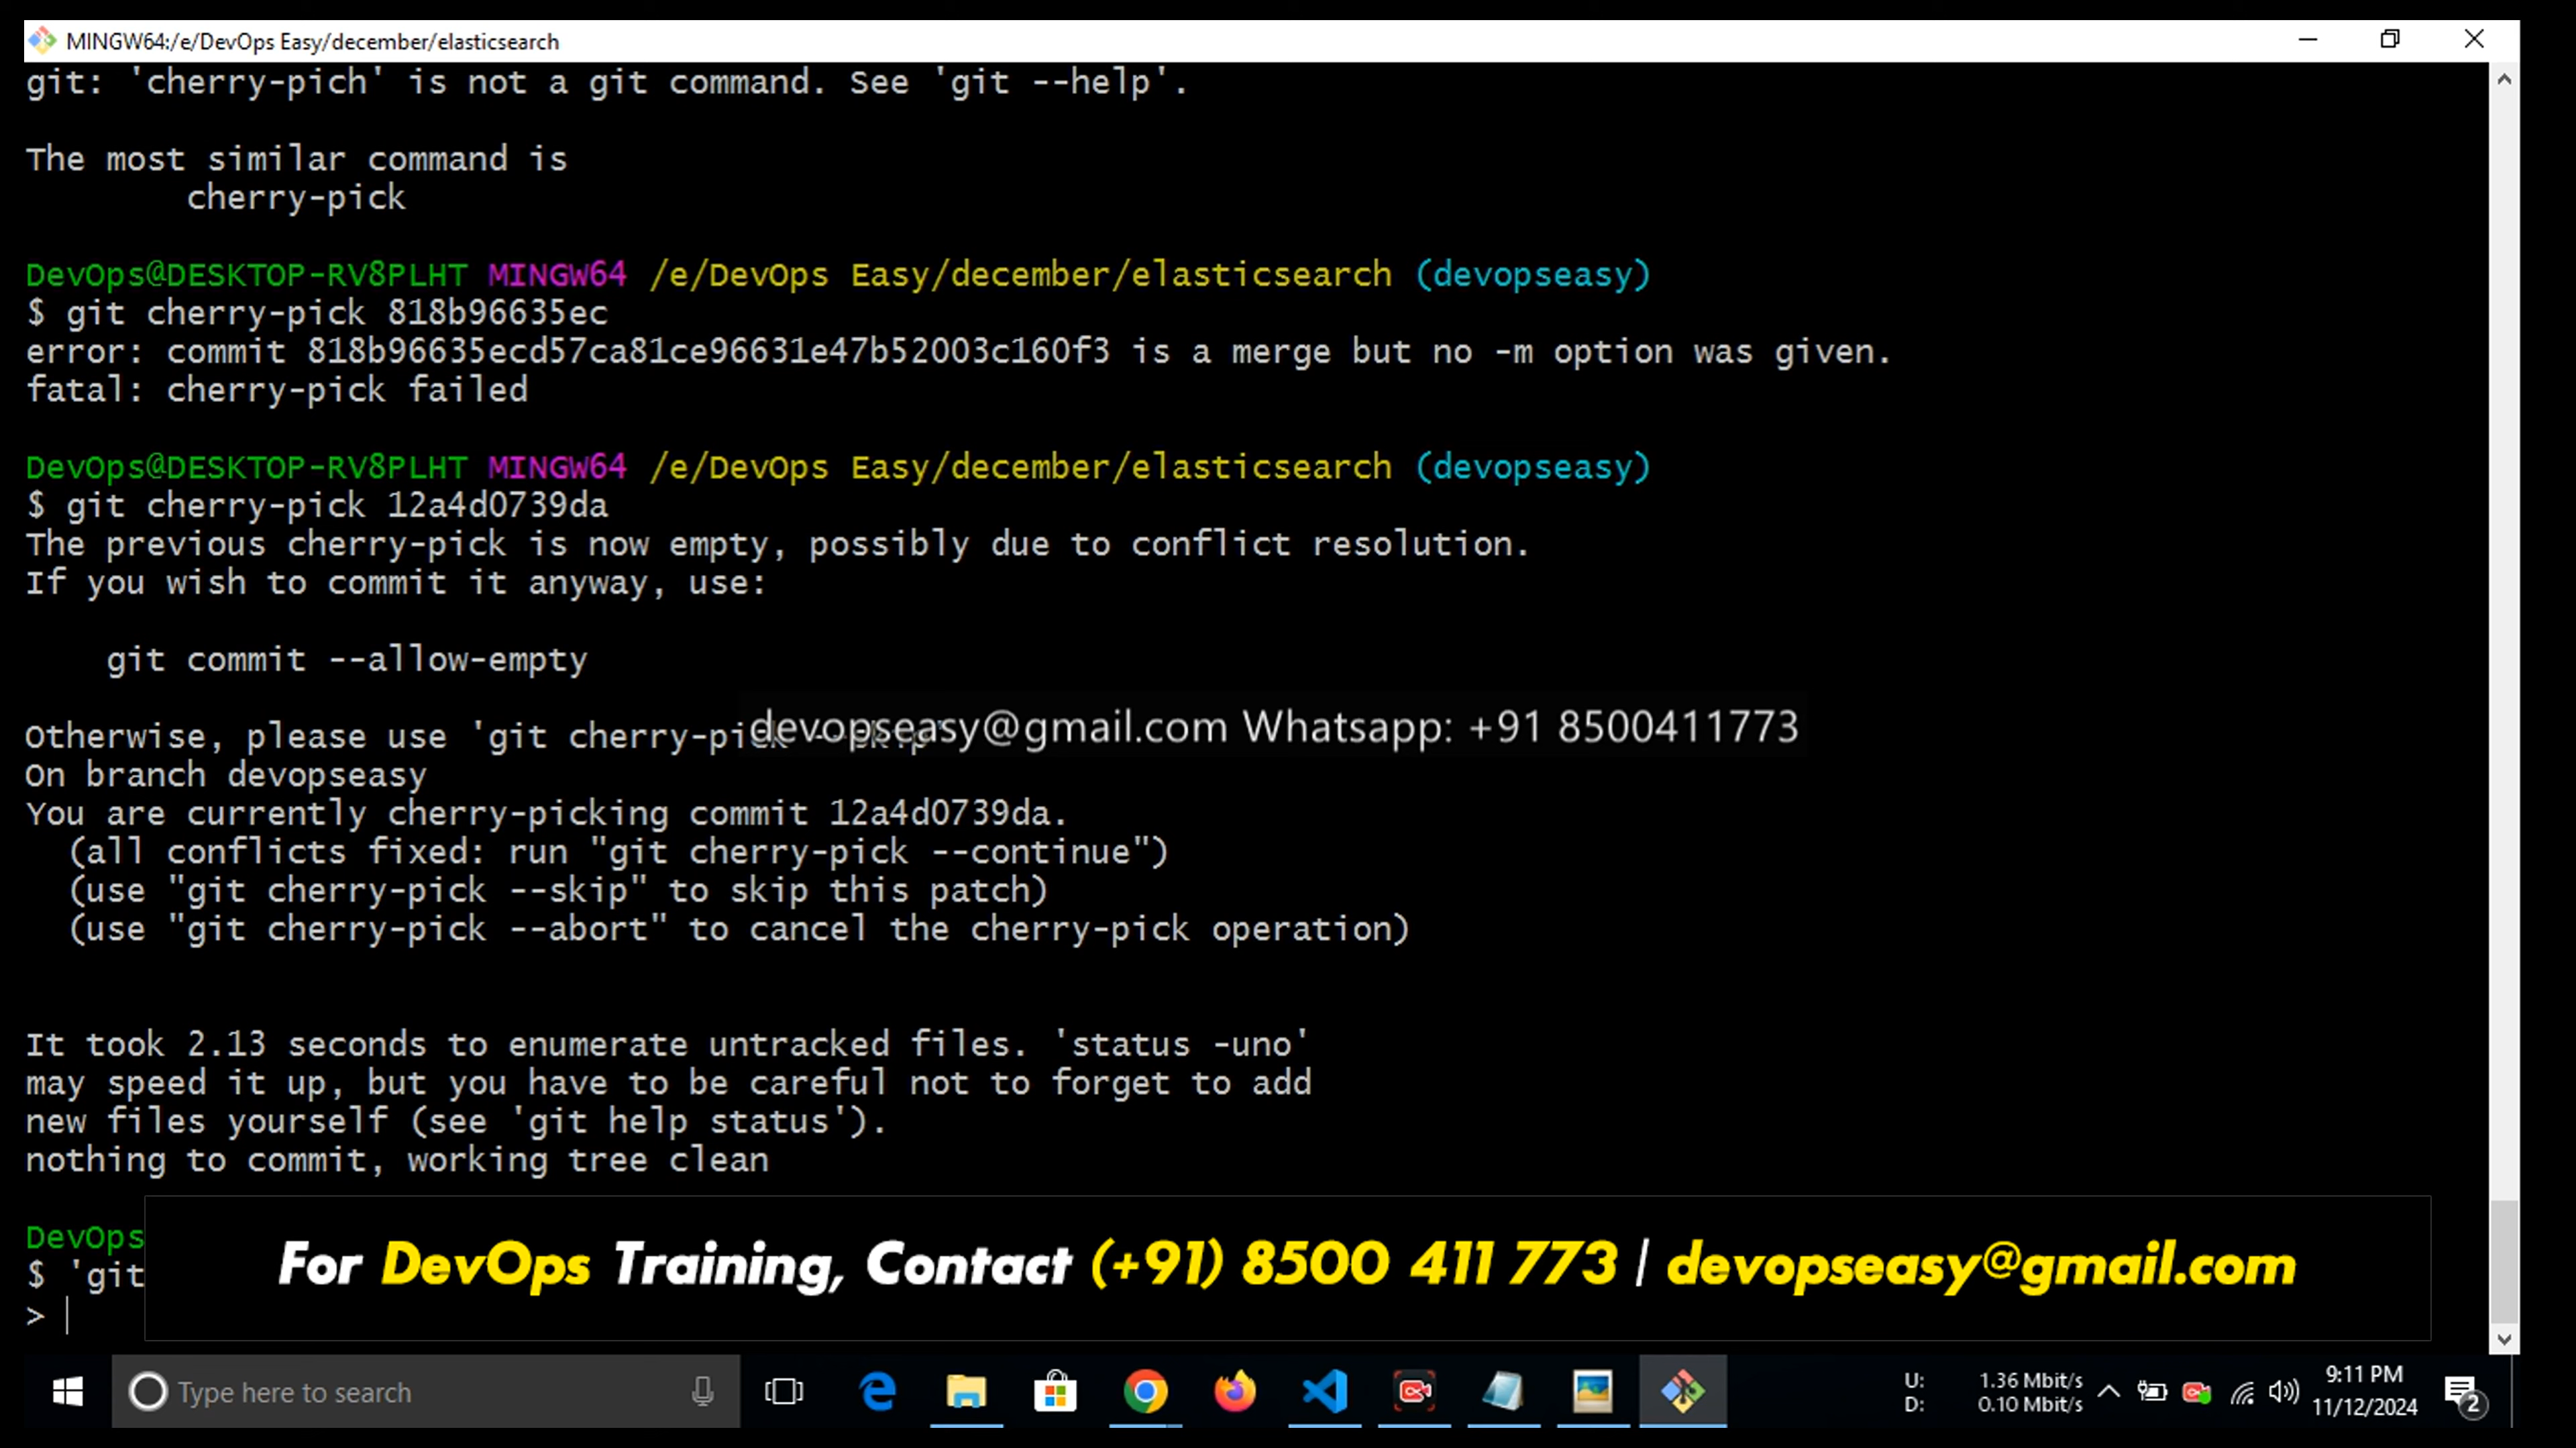 MINGW64:/e/DevOps Easy/december/elasticsearch
git: 'cherry-pich' is not a git command. See 'git --help'.
The most similar command is
cherry-pick
DevOps@DESKTOP-RV8PLHT MINGW64 /e/DevOps Easy/december/elasticsearch (devopseasy)
$ git cherry-pick 818b96635ec
error: commit 818b96635ecd57ca81ce96631e47b52003c160f3 is a merge but no -m option was given.
fatal: cherry-pick failed
DevOps@DESKTOP-RV8PLHT MINGW64 /e/DevOps Easy/december/elasticsearch (devopseasy)
$ git cherry-pick 12a4d0739da
The previous cherry-pick is now empty, possibly due to conflict resolution.
If you wish to commit it anyway, use:
git commit --allow-empty
Otherwise, please use 'git cherry-pick --skip'
devopseasy@gmail.com Whatsapp: +91 8500411773
On branch devopseasy
You are currently cherry-picking commit 12a4d0739da.
(all conflicts fixed: run "git cherry-pick --continue")
(use "git cherry-pick --skip" to skip this patch)
(use "git cherry-pick --abort" to cancel the cherry-pick operation)
It took 2.13 seconds to enumerate untracked files. 'status -uno'
may speed it up, but you have to be careful not to forget to add
new files yourself (see 'git help status').
nothing to commit, working tree clean
DevOps
$ 'git
>
For DevOps Training, Contact (+91) 8500 411 773 | devopseasy@gmail.com
Type here to search
U: 1.36 Mbit/s
D: 0.10 Mbit/s
9:11 PM
11/12/2024
2